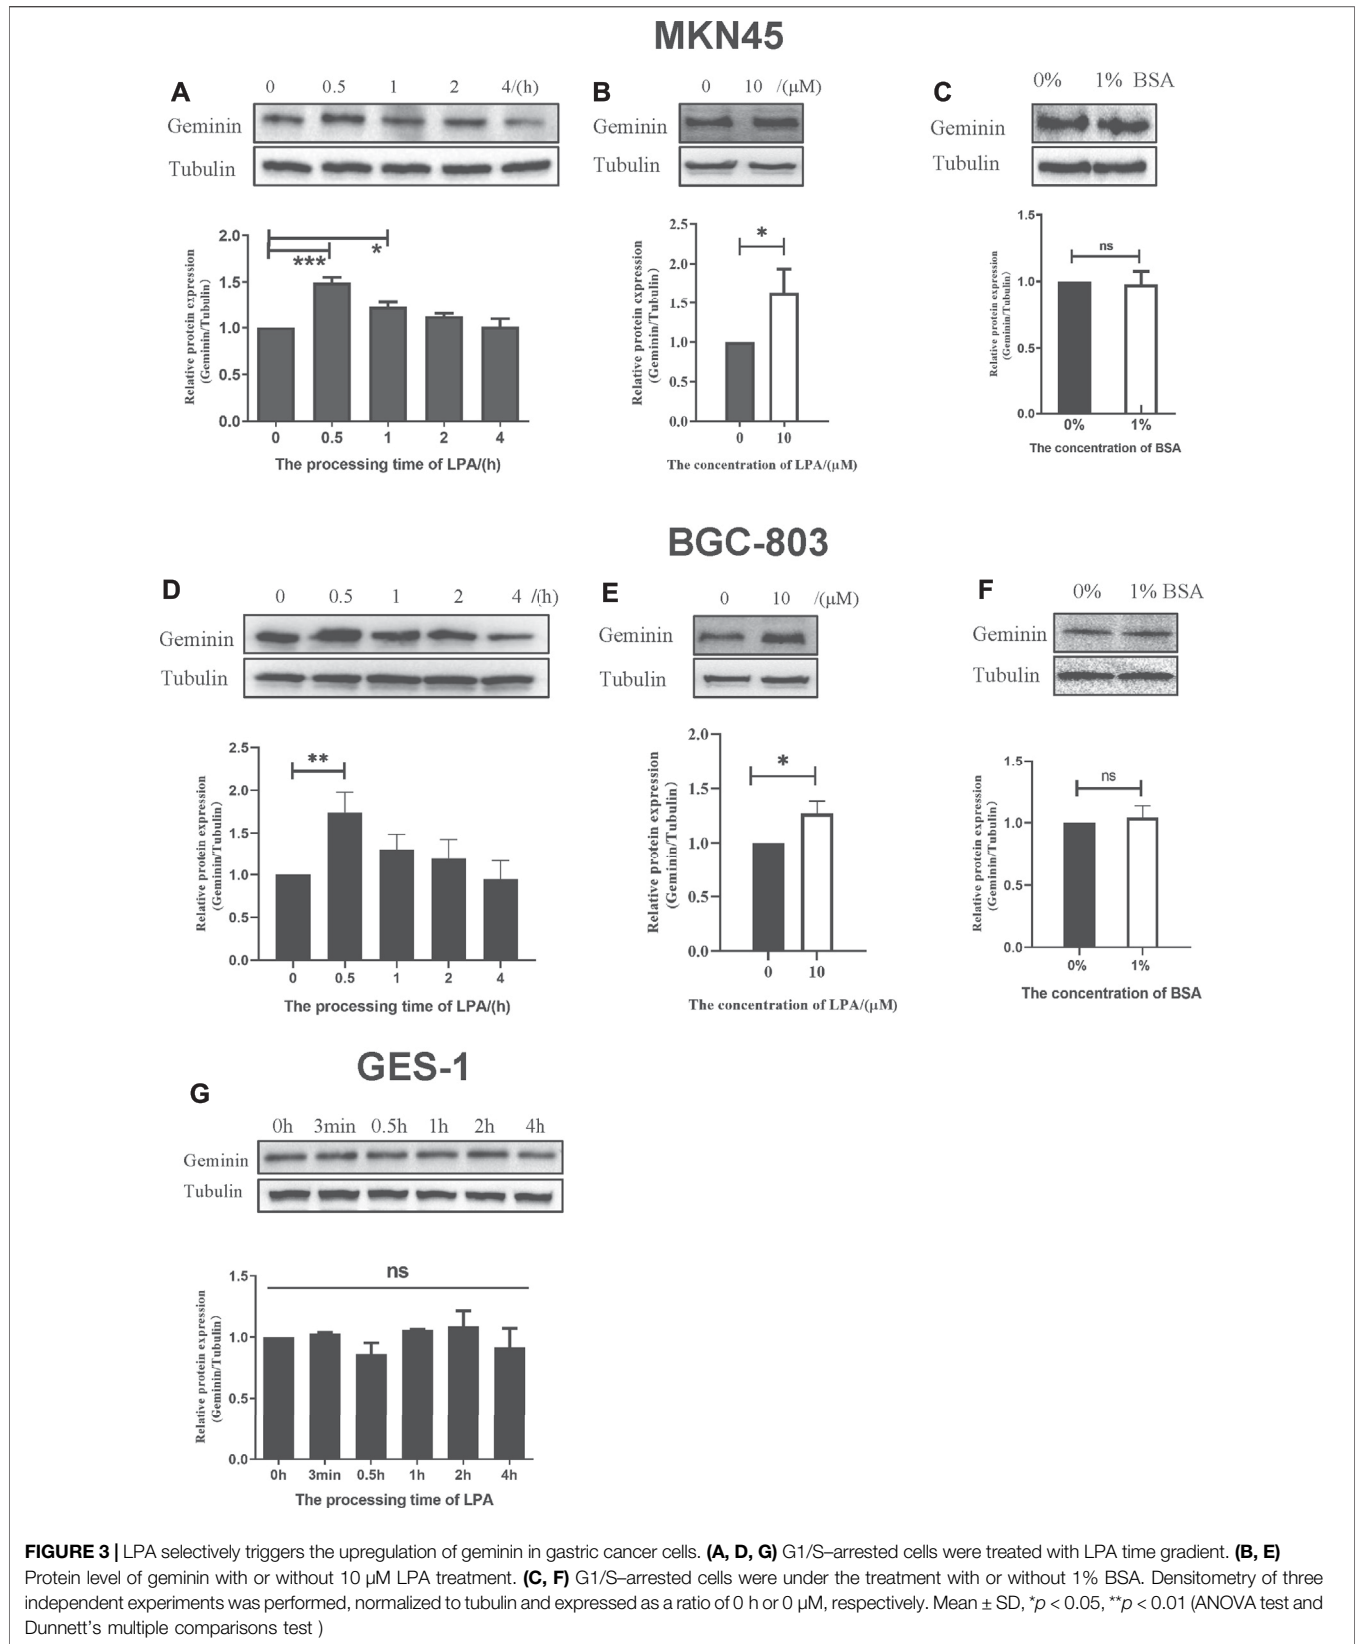 MKN45
A
0 0.5 1 2 4/(h)
Geminin
Tubulin
2.0
1.5
1.0
0.5
0.0
*** *
Relative protein expression
(Geminin/Tubulin)
0 0.5 1 2 4
The processing time of LPA/(h)
B
0 10 /(μM)
Geminin
Tubulin
2.5
2.0
1.5
1.0
0.5
0.0
*
Relative protein expression
(Geminin/Tubulin)
0 10
The concentration of LPA/(μM)
C
0% 1% BSA
Geminin
Tubulin
1.5
1.0
0.5
0.0
ns
Relative protein expression
(Geminin/Tubulin)
0% 1%
The concentration of BSA
BGC-803
D
0 0.5 1 2 4 /(h)
Geminin
Tubulin
2.5
2.0
1.5
1.0
0.5
0.0
**
Relative protein expression
(Geminin/Tubulin)
0 0.5 1 2 4
The processing time of LPA/(h)
E
0 10 /(μM)
Geminin
Tubulin
2.0
1.5
1.0
0.5
0.0
*
Relative protein expression
(Geminin/Tubulin)
0 10
The concentration of LPA/(μM)
F
0% 1% BSA
Geminin
Tubulin
1.5
1.0
0.5
0.0
ns
Relative protein expression
(Geminin/Tubulin)
0% 1%
The concentration of BSA
GES-1
G
0h 3min 0.5h 1h 2h 4h
Geminin
Tubulin
1.5
1.0
0.5
0.0
ns
Relative protein expression
(Geminin/Tubulin)
0h 3min 0.5h 1h 2h 4h
The processing time of LPA
FIGURE 3 | LPA selectively triggers the upregulation of geminin in gastric cancer cells. (A, D, G) G1/S–arrested cells were treated with LPA time gradient. (B, E)
Protein level of geminin with or without 10 μM LPA treatment. (C, F) G1/S–arrested cells were under the treatment with or without 1% BSA. Densitometry of three
independent experiments was performed, normalized to tubulin and expressed as a ratio of 0 h or 0 μM, respectively. Mean ± SD, *p < 0.05, **p < 0.01 (ANOVA test and
Dunnett’s multiple comparisons test )